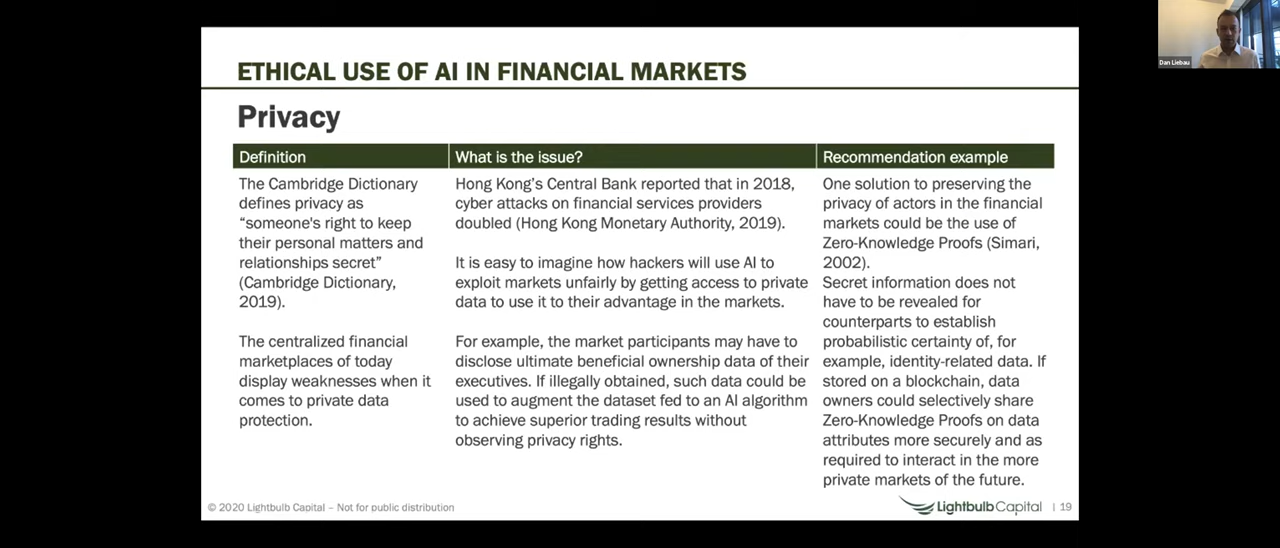 ETHICAL USE OF AI IN FINANCIAL MARKETS
Privacy
Definition
What is the issue?
Recommendation example
The Cambridge Dictionary
defines privacy as
“someone's right to keep
their personal matters and
relationships secret”
(Cambridge Dictionary,
2019).
The centralized financial
marketplaces of today
display weaknesses when it
comes to private data
protection.
Hong Kong’s Central Bank reported that in 2018,
cyber attacks on financial services providers
doubled (Hong Kong Monetary Authority, 2019).
It is easy to imagine how hackers will use AI to
exploit markets unfairly by getting access to private
data to use it to their advantage in the markets.
For example, the market participants may have to
disclose ultimate beneficial ownership data of their
executives. If illegally obtained, such data could be
used to augment the dataset fed to an AI algorithm
to achieve superior trading results without
observing privacy rights.
One solution to preserving the
privacy of actors in the financial
markets could be the use of
Zero-Knowledge Proofs (Simari,
2002).
Secret information does not
have to be revealed for
counterparts to establish
probabilistic certainty of, for
example, identity-related data. If
stored on a blockchain, data
owners could selectively share
Zero-Knowledge Proofs on data
attributes more securely and as
required to interact in the more
private markets of the future.
© 2020 Lightbulb Capital – Not for public distribution
LightbulbCapital | 19
Dan Liebau